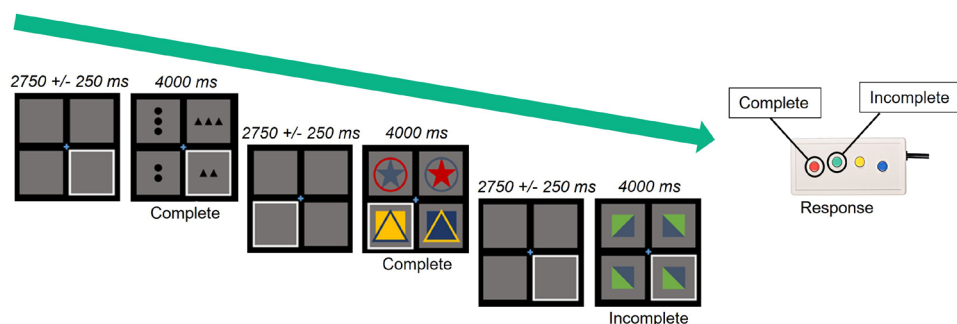 2750 +/- 250 ms
4000 ms
Complete
2750 +/- 250 ms
4000 ms
Complete
2750 +/- 250 ms
4000 ms
Incomplete
Complete
Incomplete
Response